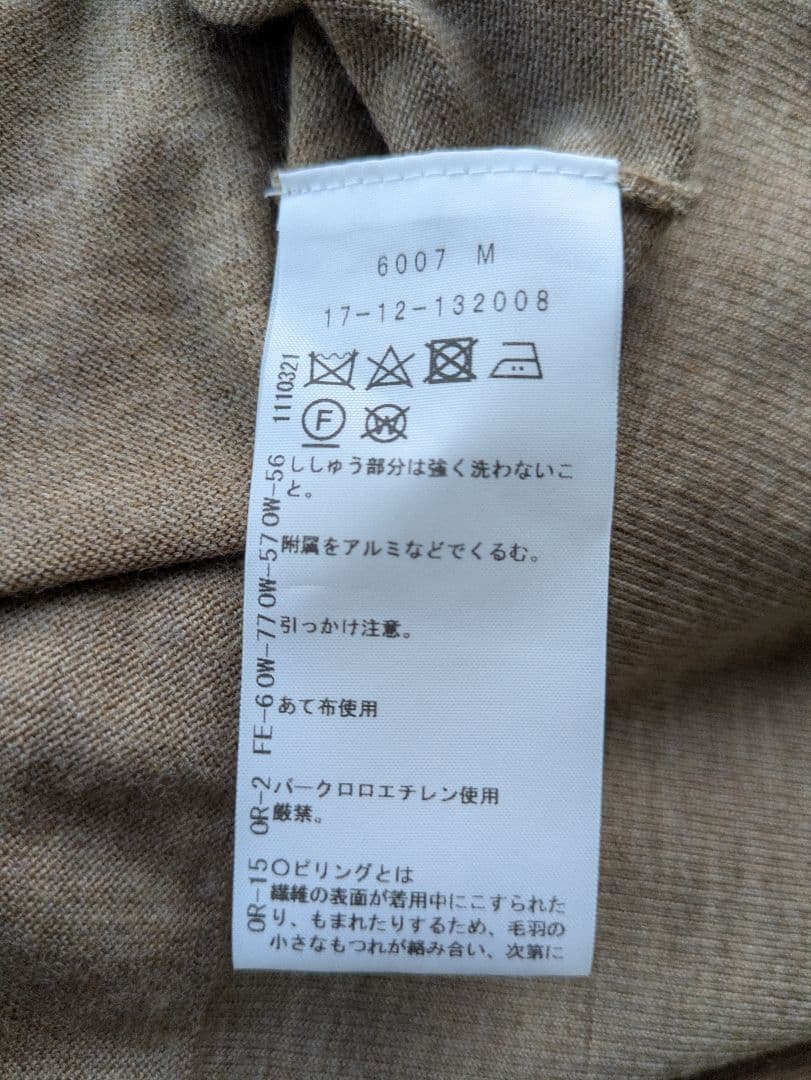 6007 M
17-12-132008
1110321
F
W
OW-56
ししゅう部分は強く洗わないこ
と。
OW-57
附属をアルミなどでくるむ。
OW-77
引っかけ注意。
FE-6
あて布使用
OR-2
パークロロエチレン使用
厳禁。
OR-15
○ピリングとは
繊維の表面が着用中にこすられた
り、もまれたりするため、毛羽の
小さなもつれが絡み合い、次第に